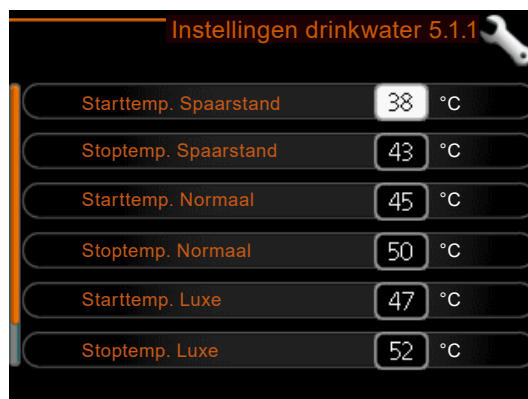 Instellingen drinkwater 5.1.1
Starttemp. Spaarstand 38 °C
Stoptemp. Spaarstand 43 °C
Starttemp. Normaal 45 °C
Stoptemp. Normaal 50 °C
Starttemp. Luxe 47 °C
Stoptemp. Luxe 52 °C